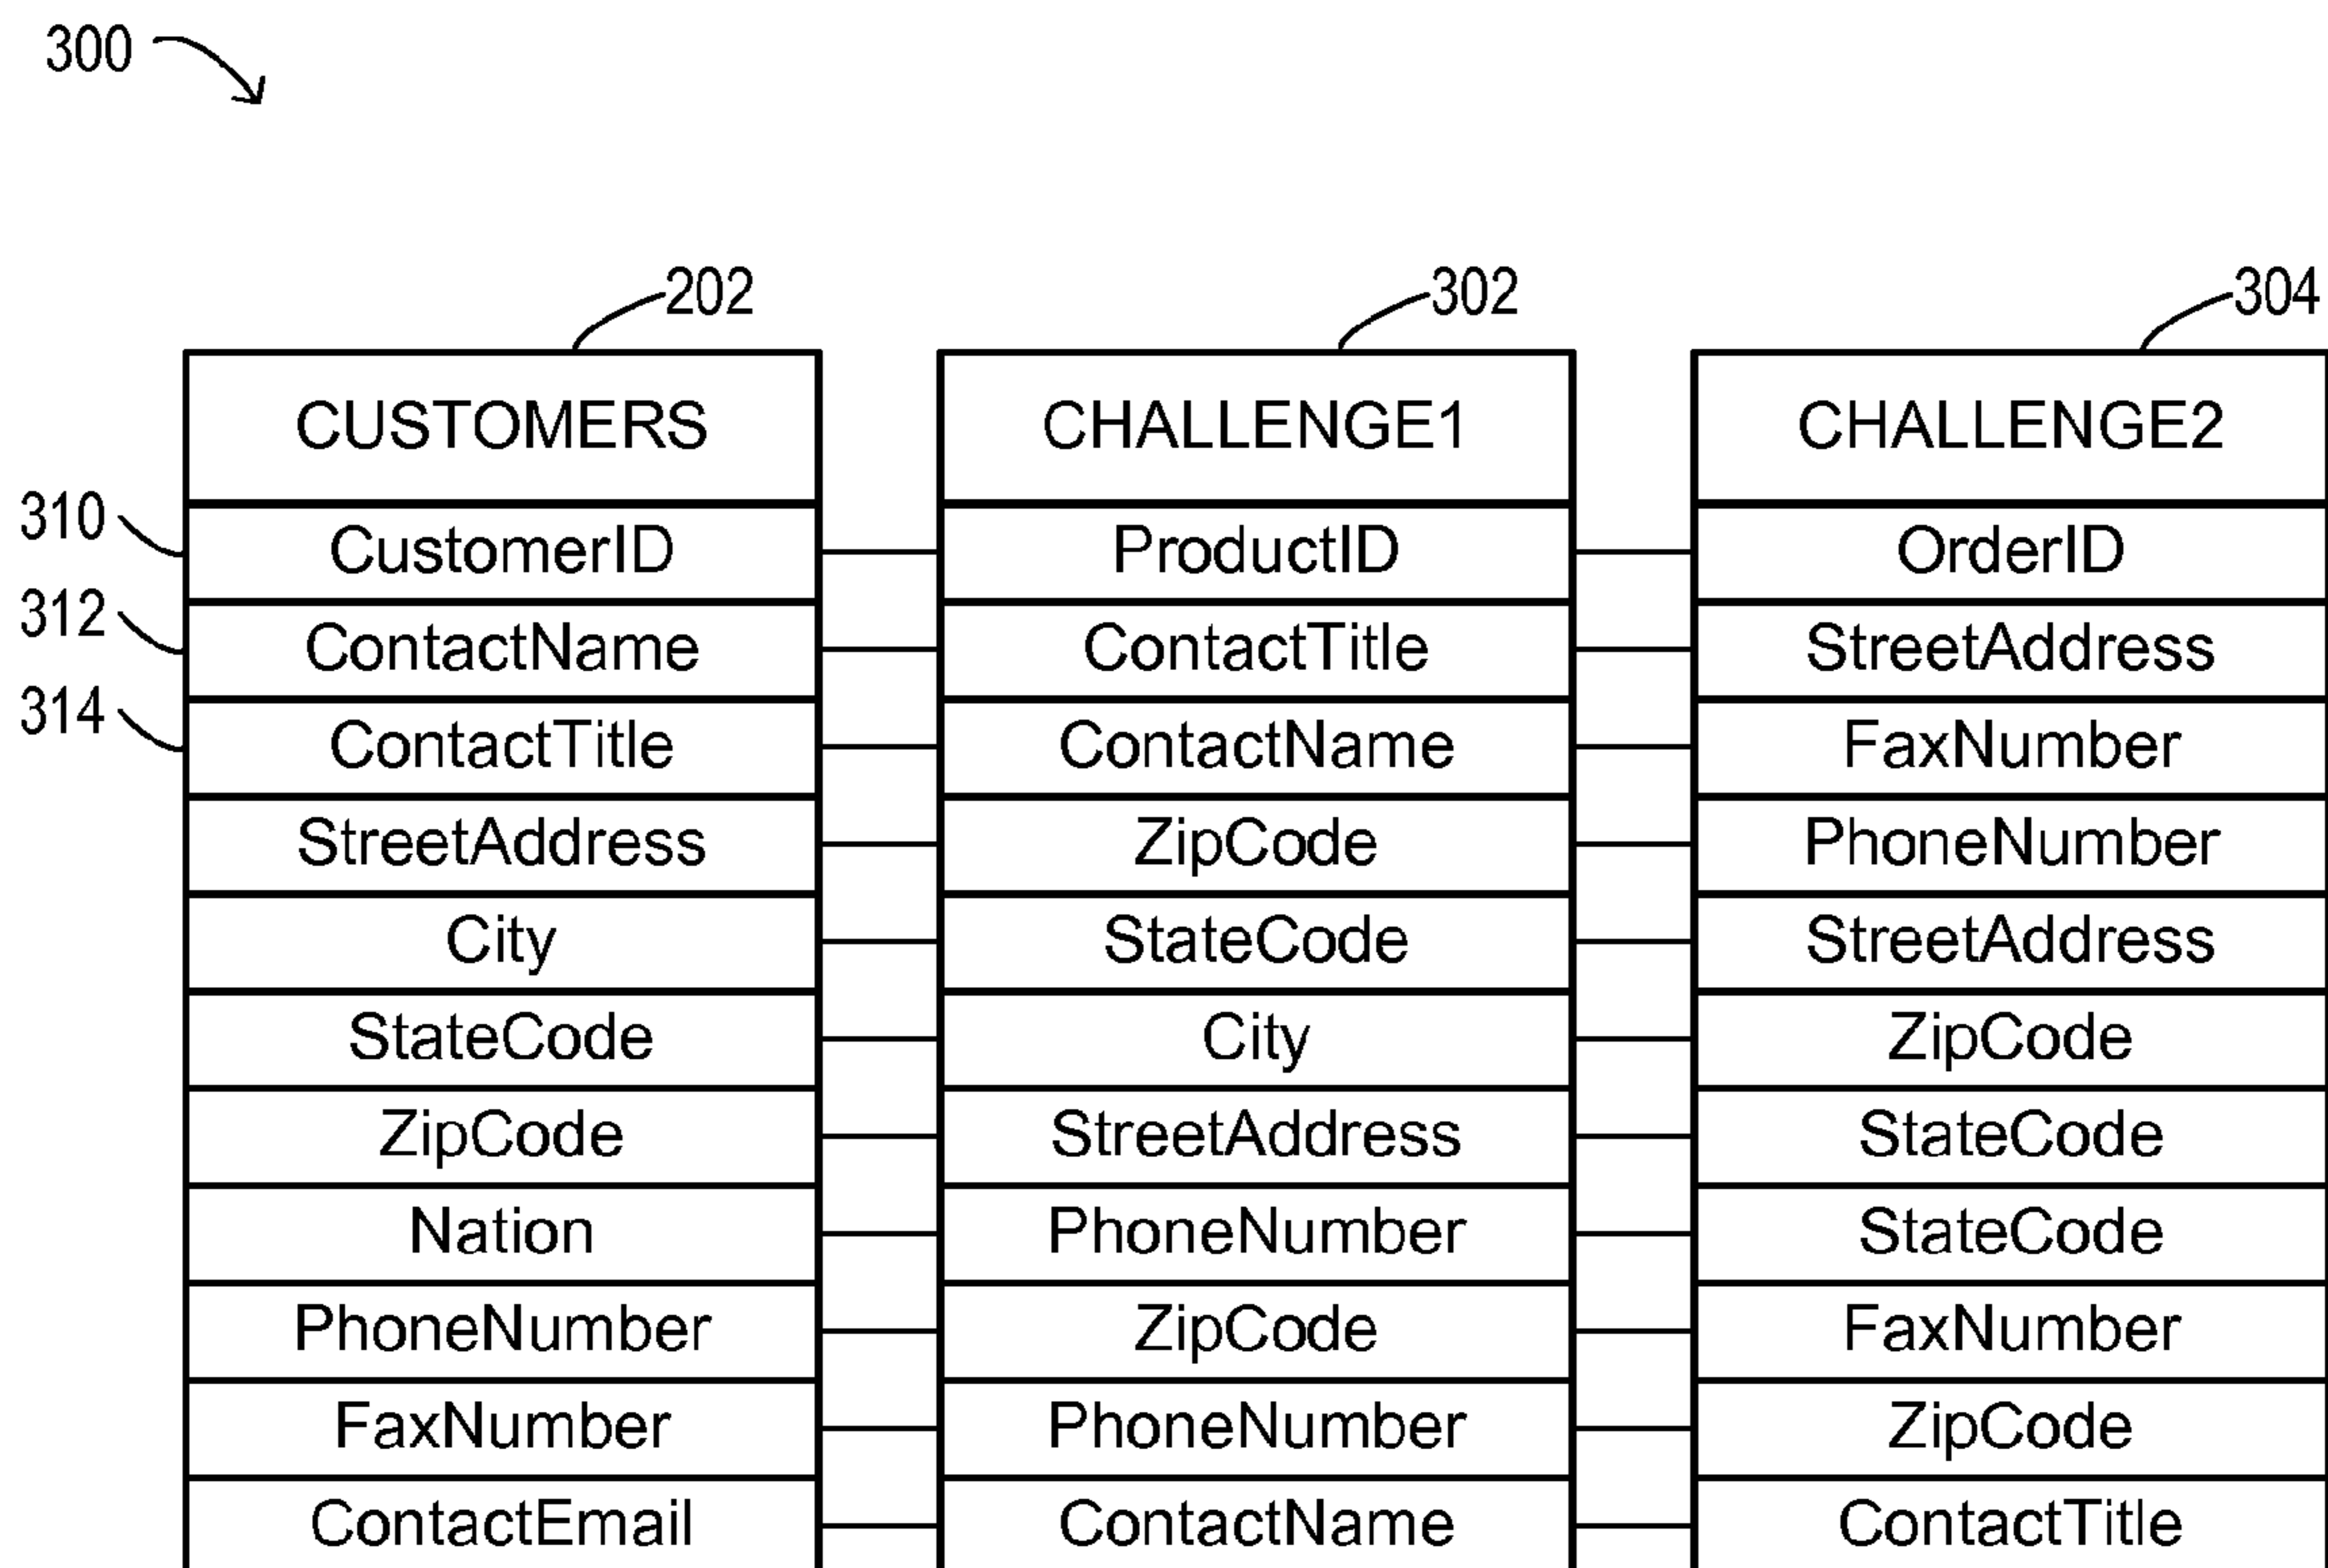 300
202 302 304
CUSTOMERS CHALLENGE1 CHALLENGE2
310 CustomerID ProductID OrderID
312 ContactName ContactTitle StreetAddress
314 ContactTitle ContactName FaxNumber
StreetAddress ZipCode PhoneNumber
City StateCode StreetAddress
StateCode City ZipCode
ZipCode StreetAddress StateCode
Nation PhoneNumber StateCode
PhoneNumber ZipCode FaxNumber
FaxNumber PhoneNumber ZipCode
ContactEmail ContactName ContactTitle